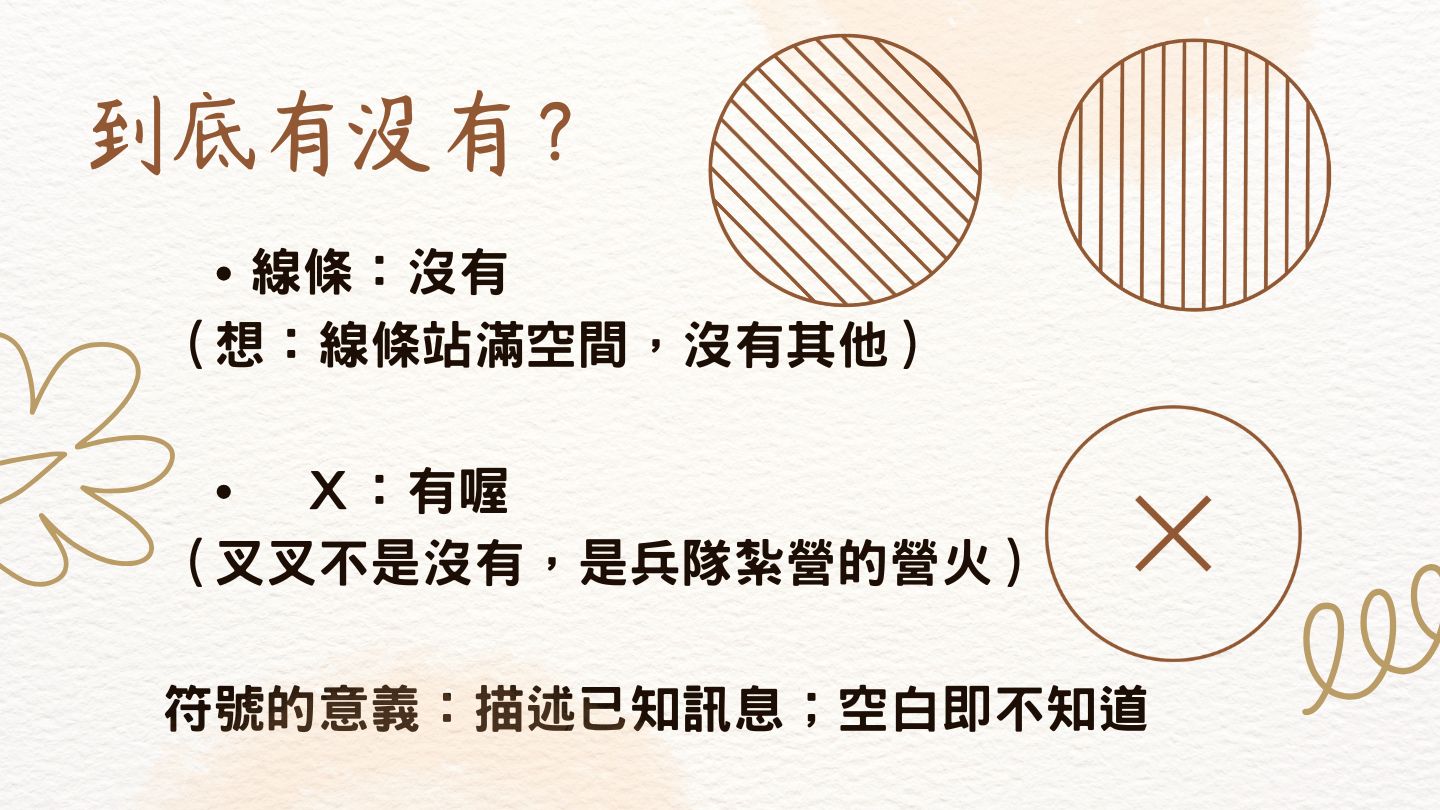 到底有沒有？
• 線條：沒有
（想：線條站滿空間，沒有其他）
• X：有喔
（叉叉不是沒有，是兵隊紮營的營火）
符號的意義：描述已知訊息；空白即不知道